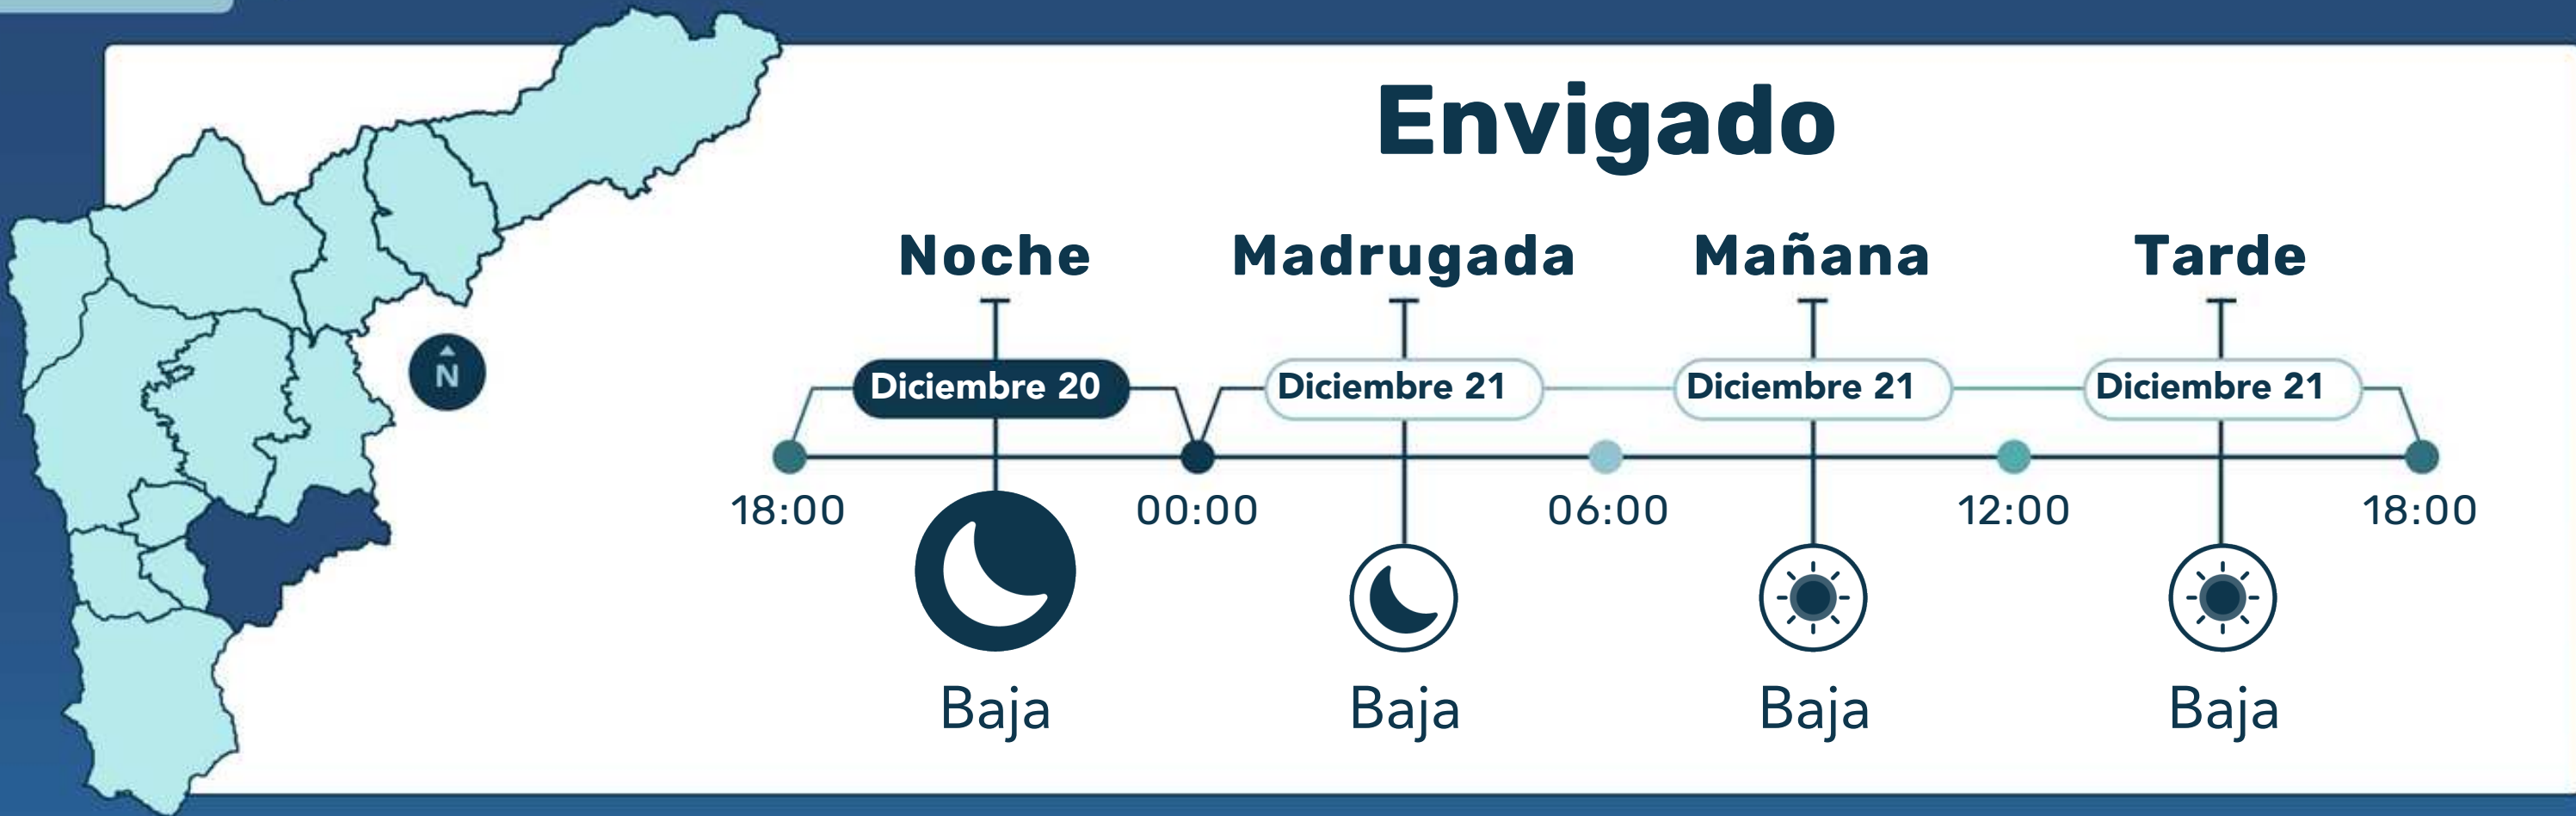 Envigado
Noche Madrugada Mañana Tarde
N
Diciembre 20 Diciembre 21 Diciembre 21 Diciembre 21
18:00 00:00 06:00 12:00 18:00
Baja Baja Baja Baja